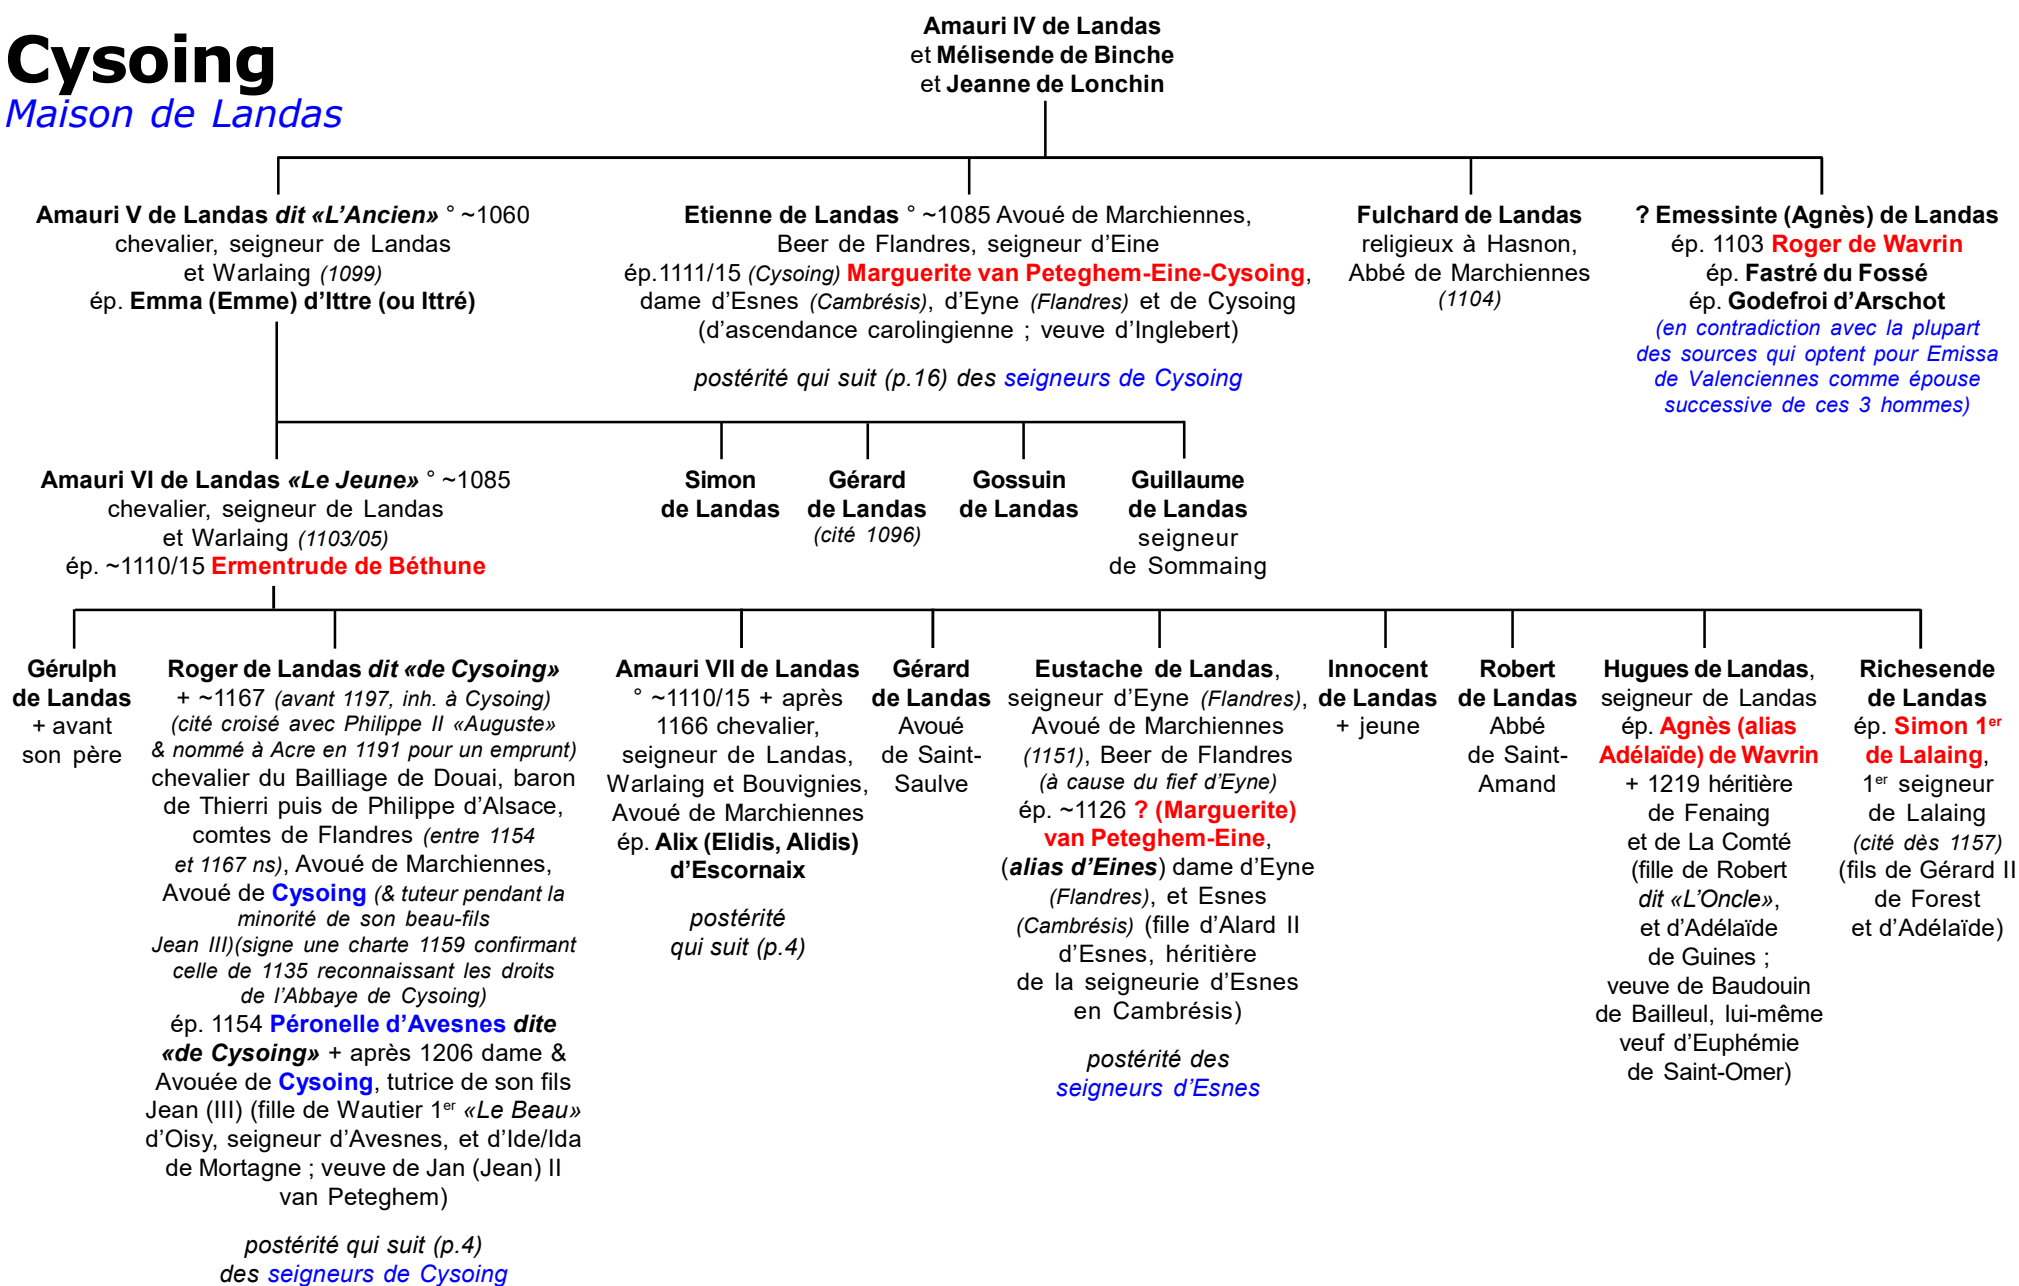 Cysoing
Maison de Landas
Amauri IV de Landas
et Mélisende de Binche
et Jeanne de Lonchin
Amauri V de Landas dit «L'Ancien» ° ~1060
chevalier, seigneur de Landas
et Warlaing (1099)
ép. Emma (Emme) d'Ittre (ou Ittré)
Etienne de Landas ° ~1085 Avoué de Marchiennes,
Beer de Flandres, seigneur d'Eine
ép.1111/15 (Cysoing) Marguerite van Peteghem-Eine-Cysoing,
dame d'Esnes (Cambrésis), d'Eyne (Flandres) et de Cysoing
(d'ascendance carolingienne ; veuve d'Inglebert)
postérité qui suit (p.16) des seigneurs de Cysoing
Fulchard de Landas
religieux à Hasnon,
Abbé de Marchiennes
(1104)
? Emessinte (Agnès) de Landas
ép. 1103 Roger de Wavrin
ép. Fastré du Fossé
ép. Godefroi d'Arschot
(en contradiction avec la plupart
des sources qui optent pour Emissa
de Valenciennes comme épouse
successive de ces 3 hommes)
Amauri VI de Landas «Le Jeune» ° ~1085
chevalier, seigneur de Landas
et Warlaing (1103/05)
ép. ~1110/15 Ermentrude de Béthune
Simon
de Landas
Gérard
de Landas
(cité 1096)
Gossuin
de Landas
Guillaume
de Landas
seigneur
de Sommaing
Gérulph
de Landas
+ avant
son père
Roger de Landas dit «de Cysoing»
+ ~1167 (avant 1197, inh. à Cysoing)
(cité croisé avec Philippe II «Auguste»
& nommé à Acre en 1191 pour un emprunt)
chevalier du Bailliage de Douai, baron
de Thierri puis de Philippe d'Alsace,
comtes de Flandres (entre 1154
et 1167 ns), Avoué de Marchiennes,
Avoué de Cysoing (& tuteur pendant la
minorité de son beau-fils
Jean III)(signe une charte 1159 confirmant
celle de 1135 reconnaissant les droits
de l'Abbaye de Cysoing)
ép. 1154 Péronelle d'Avesnes dite
«de Cysoing» + après 1206 dame &
Avouée de Cysoing, tutrice de son fils
Jean (III) (fille de Wautier 1er «Le Beau»
d'Oisy, seigneur d'Avesnes, et d'Ide/Ida
de Mortagne ; veuve de Jan (Jean) II
van Peteghem)
postérité qui suit (p.4)
des seigneurs de Cysoing
Amauri VII de Landas
° ~1110/15 + après
1166 chevalier,
seigneur de Landas,
Warlaing et Bouvignies,
Avoué de Marchiennes
ép. Alix (Elidis, Alidis)
d'Escornaix
postérité
qui suit (p.4)
Gérard
de Landas
Avoué
de Saint-
Saulve
Eustache de Landas,
seigneur d'Eyne (Flandres),
Avoué de Marchiennes
(1151), Beer de Flandres
(à cause du fief d'Eyne)
ép. ~1126 ? (Marguerite)
van Peteghem-Eine,
(alias d'Eines) dame d'Eyne
(Flandres), et Esnes
(Cambrésis) (fille d'Alard II
d'Esnes, héritière
de la seigneurie d'Esnes
en Cambrésis)
postérité des
seigneurs d'Esnes
Innocent
de Landas
+ jeune
Robert
de Landas
Abbé
de Saint-
Amand
Hugues de Landas,
seigneur de Landas
ép. Agnès (alias
Adélaïde) de Wavrin
+ 1219 héritière
de Fenaing
et de La Comté
(fille de Robert
dit «L'Oncle»,
et d'Adélaïde
de Guines ;
veuve de Baudouin
de Bailleul, lui-même
veuf d'Euphémie
de Saint-Omer)
Richesende
de Landas
ép. Simon 1er
de Lalaing,
1er seigneur
de Lalaing
(cité dès 1157)
(fils de Gérard II
de Forest
et d'Adélaïde)